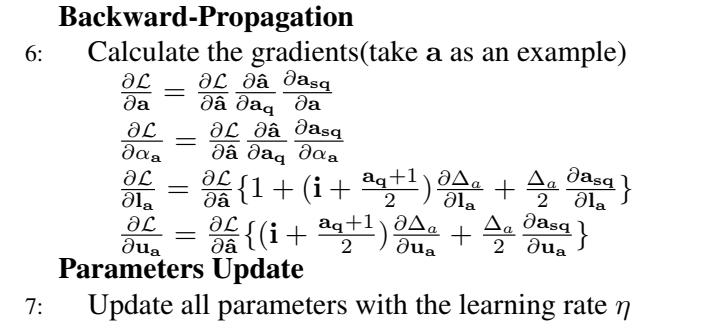 Backward-Propagation
6: Calculate the gradients(take a as an example)
∂ℒ/∂a = ∂ℒ/∂â ∂â/∂a_q ∂a_sq/∂a
∂ℒ/∂α_a = ∂ℒ/∂â ∂â/∂a_q ∂a_sq/∂α_a
∂ℒ/∂l_a = ∂ℒ/∂â {1 + (i + (a_q+1)/2) ∂Δ_a/∂l_a + Δ_a/2 ∂a_sq/∂l_a}
∂ℒ/∂u_a = ∂ℒ/∂â {(i + (a_q+1)/2) ∂Δ_a/∂u_a + Δ_a/2 ∂a_sq/∂u_a}
Parameters Update
7: Update all parameters with the learning rate η